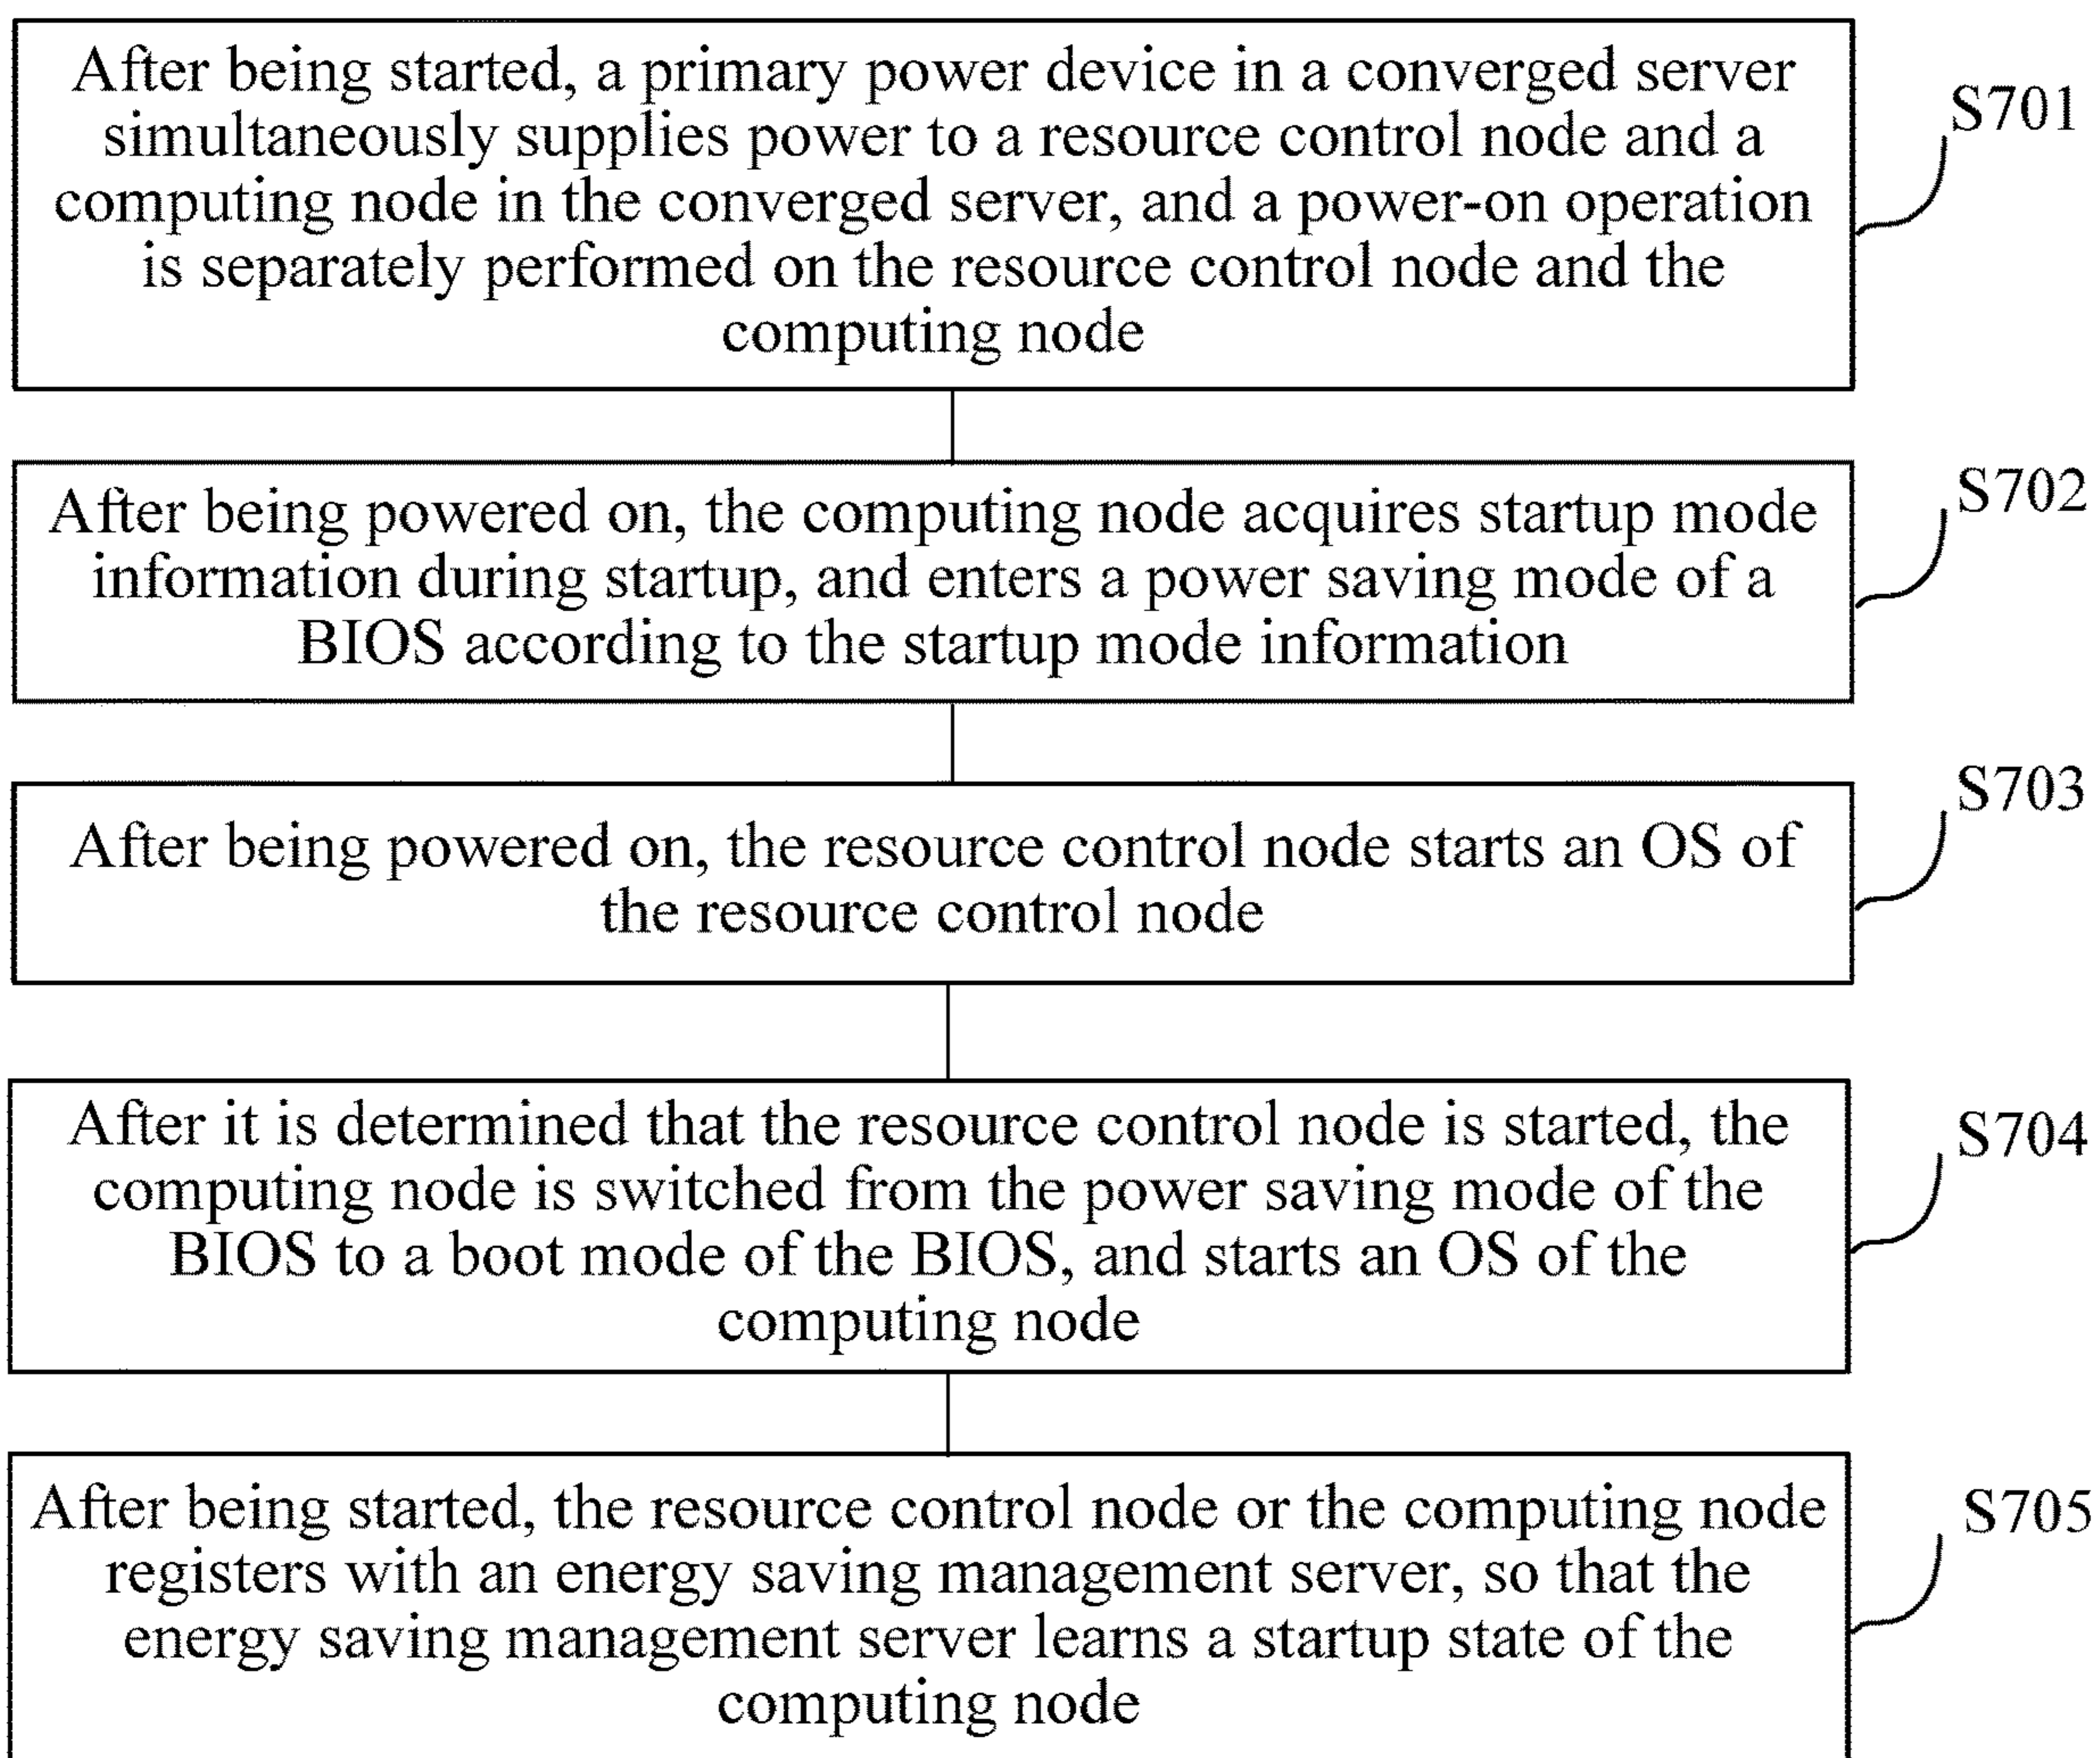 After being started, a primary power device in a converged server
simultaneously supplies power to a resource control node and a
computing node in the converged server, and a power-on operation
is separately performed on the resource control node and the
computing node
S701
After being powered on, the computing node acquires startup mode
information during startup, and enters a power saving mode of a
BIOS according to the startup mode information
S702
After being powered on, the resource control node starts an OS of
the resource control node
S703
After it is determined that the resource control node is started, the
computing node is switched from the power saving mode of the
BIOS to a boot mode of the BIOS, and starts an OS of the
computing node
S704
After being started, the resource control node or the computing node
registers with an energy saving management server, so that the
energy saving management server learns a startup state of the
computing node
S705